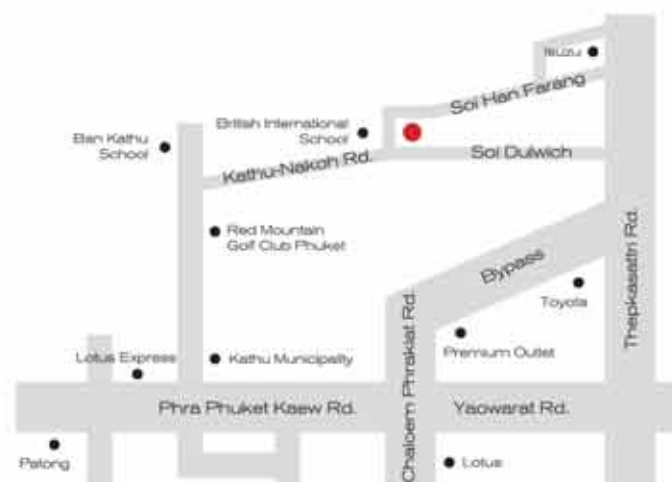 Isuzu
Soi Han Farang
British International
School
Ban Kathu
School
Kathu-Nakoh Rd.
Soi Dulwich
Red Mountain
Golf Club Phuket
Thepkasattri Rd.
Bypass
Toyota
Chaloem Phrakiat Rd.
Premium Outlet
Lotus Express
Kathu Municipality
Phra Phuket Kaew Rd.
Yaowarat Rd.
Patong
Lotus